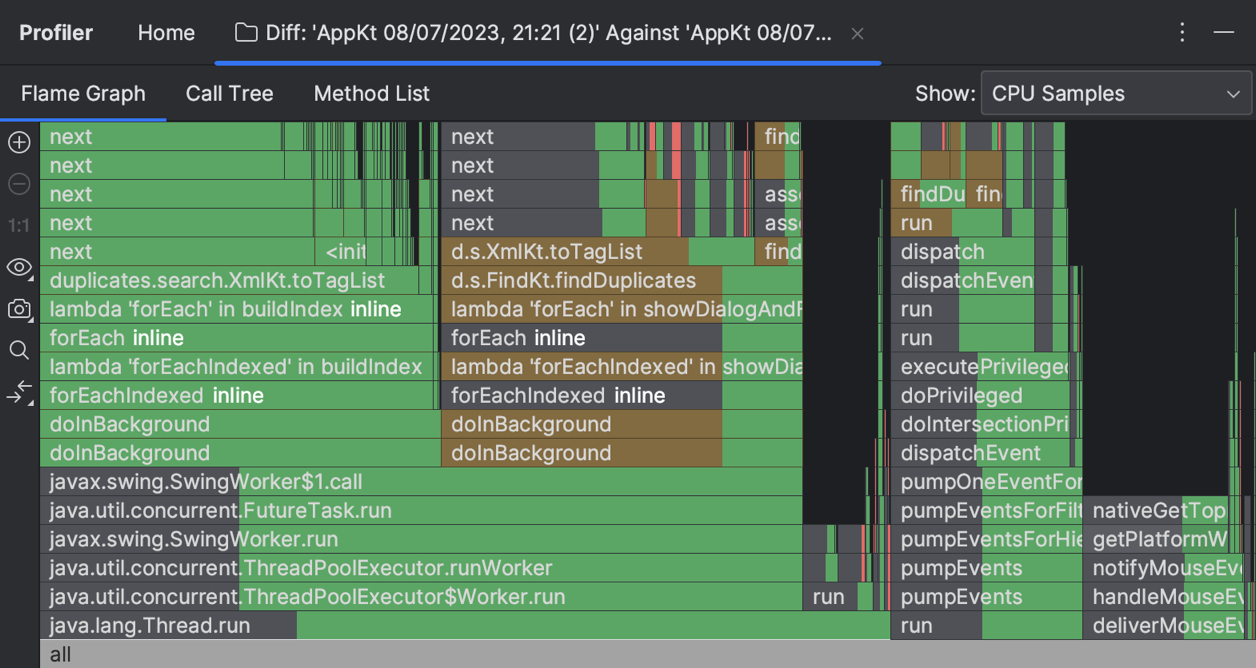 Profiler Home Diff: 'AppKt 08/07/2023, 21:21 (2)' Against 'AppKt 08/07...
Flame Graph Call Tree Method List Show: CPU Samples
next next find
next next
1:1 next next ass findDu fin
next next ass run
next <init d.s.XmlKt.toTagList find dispatch
duplicates.search.XmlKt.toTagList d.s.FindKt.findDuplicates dispatchEven
lambda 'forEach' in buildIndex inline lambda 'forEach' in showDialogAndF run
forEach inline forEach inline run
lambda 'forEachIndexed' in buildIndex lambda 'forEachIndexed' in showDia executePrivileged
forEachIndexed inline forEachIndexed inline doPrivileged
doInBackground doInBackground doIntersectionPri
doInBackground doInBackground dispatchEvent
javax.swing.SwingWorker$1.call pumpOneEventFor
java.util.concurrent.FutureTask.run pumpEventsForFilt nativeGetTop
javax.swing.SwingWorker.run pumpEventsForHie getPlatformW
java.util.concurrent.ThreadPoolExecutor.runWorker pumpEvents notifyMouseEve
java.util.concurrent.ThreadPoolExecutor$Worker.run run pumpEvents handleMouseEv
java.lang.Thread.run run deliverMouseEv
all